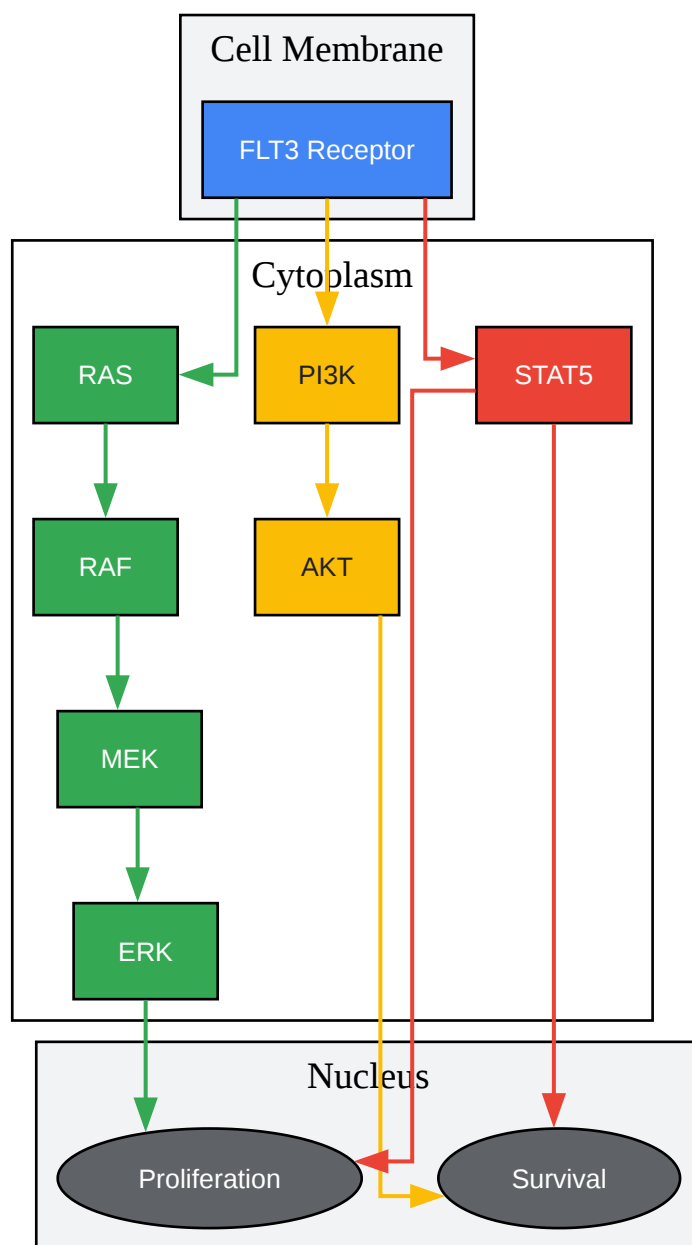 Cell Membrane
FLT3 Receptor
Cytoplasm
RAS
PI3K
STAT5
RAF
AKT
MEK
ERK
Nucleus
Proliferation
Survival